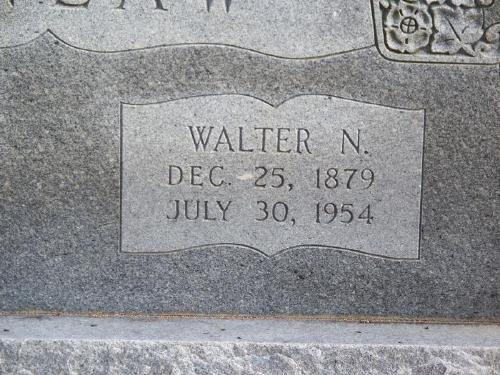 WALTER N.
DEC. 25, 1879
JULY 30, 1954